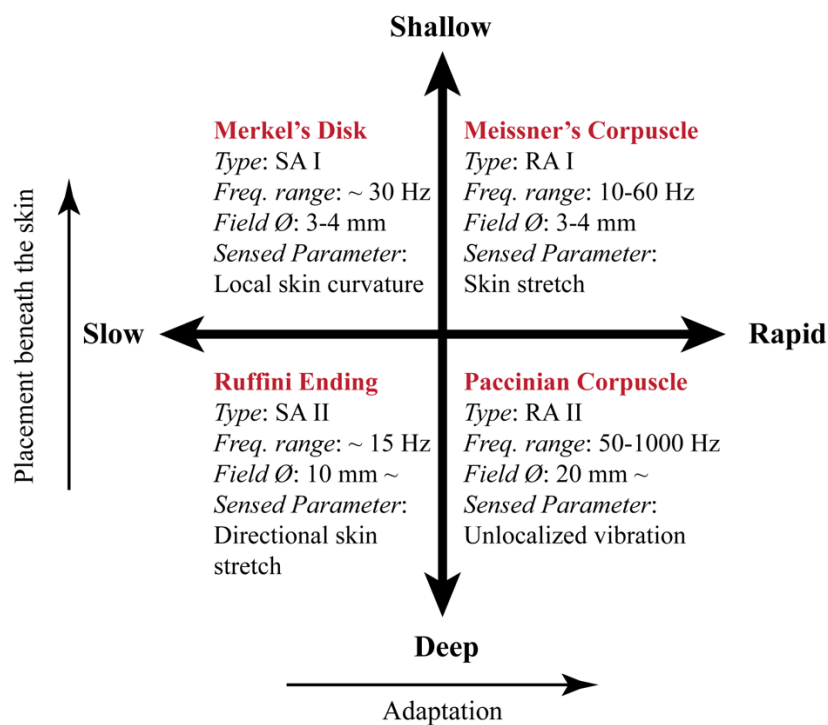 Shallow
Merkel's Disk
Type: SA I
Freq. range: ~ 30 Hz
Field Ø: 3-4 mm
Sensed Parameter:
Local skin curvature
Meissner's Corpuscle
Type: RA I
Freq. range: 10-60 Hz
Field Ø: 3-4 mm
Sensed Parameter:
Skin stretch
Placement beneath the skin
Slow
Rapid
Ruffini Ending
Type: SA II
Freq. range: ~ 15 Hz
Field Ø: 10 mm ~
Sensed Parameter:
Directional skin
stretch
Paccinian Corpuscle
Type: RA II
Freq. range: 50-1000 Hz
Field Ø: 20 mm ~
Sensed Parameter:
Unlocalized vibration
Deep
Adaptation